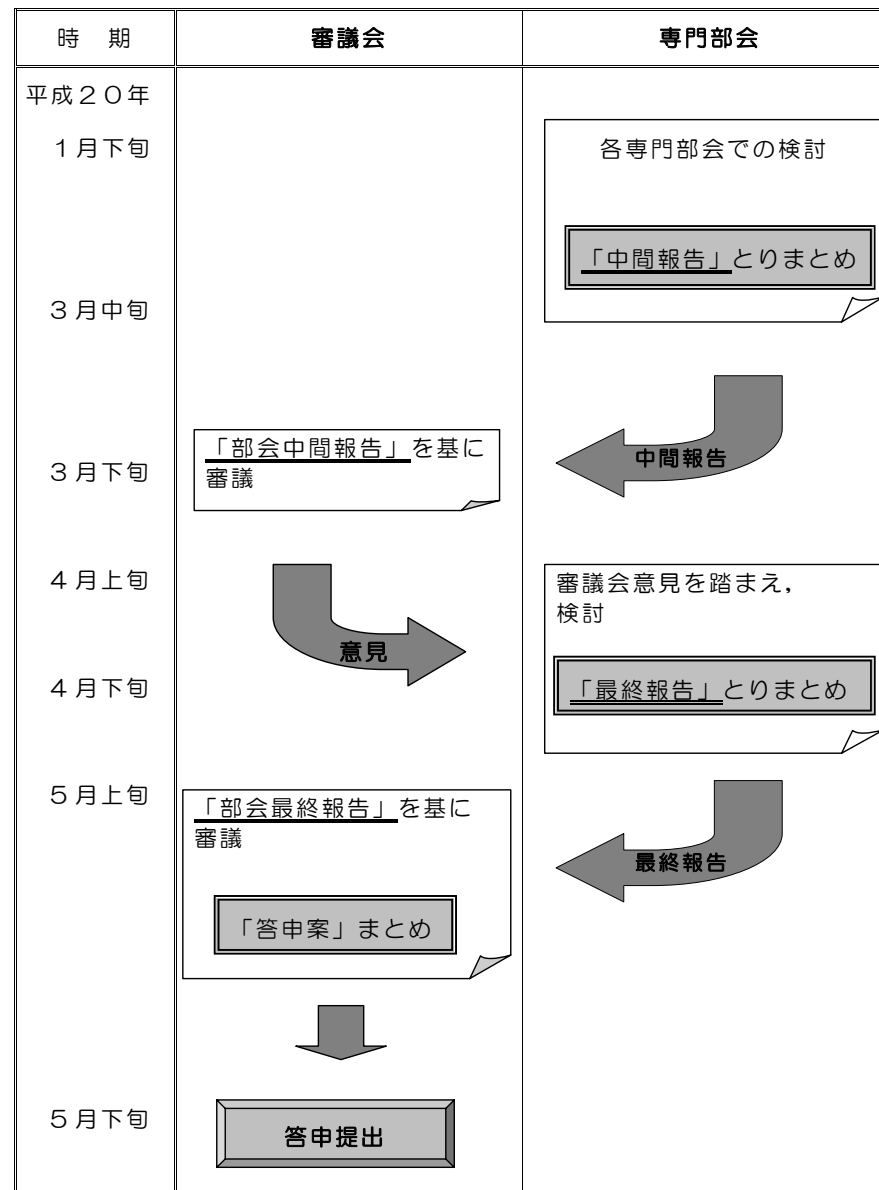 時　期	審議会	専門部会
平成２０年
１月下旬
各専門部会での検討
「中間報告」とりまとめ
３月中旬
中間報告
「部会中間報告」を基に
審議
３月下旬
４月上旬
意見
審議会意見を踏まえ，
検討
「最終報告」とりまとめ
４月下旬
５月上旬
最終報告
「部会最終報告」を基に
審議
「答申案」まとめ
５月下旬
答申提出